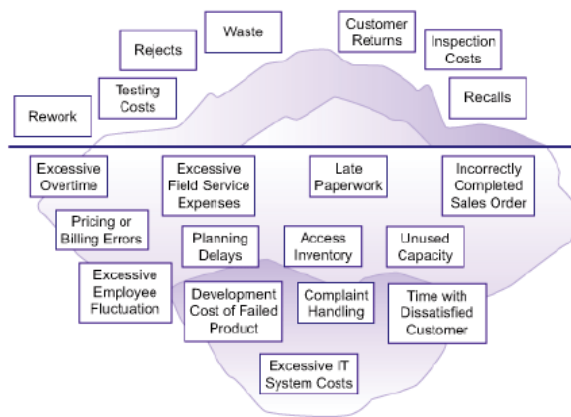 Waste
Customer
Returns
Rejects
Inspection
Costs
Testing
Costs
Recalls
Rework
Excessive
Overtime
Excessive
Field Service
Expenses
Late
Paperwork
Incorrectly
Completed
Sales Order
Pricing or
Billing Errors
Planning
Delays
Access
Inventory
Unused
Capacity
Excessive
Employee
Fluctuation
Development
Cost of Failed
Product
Complaint
Handling
Time with
Dissatisfied
Customer
Excessive IT
System Costs